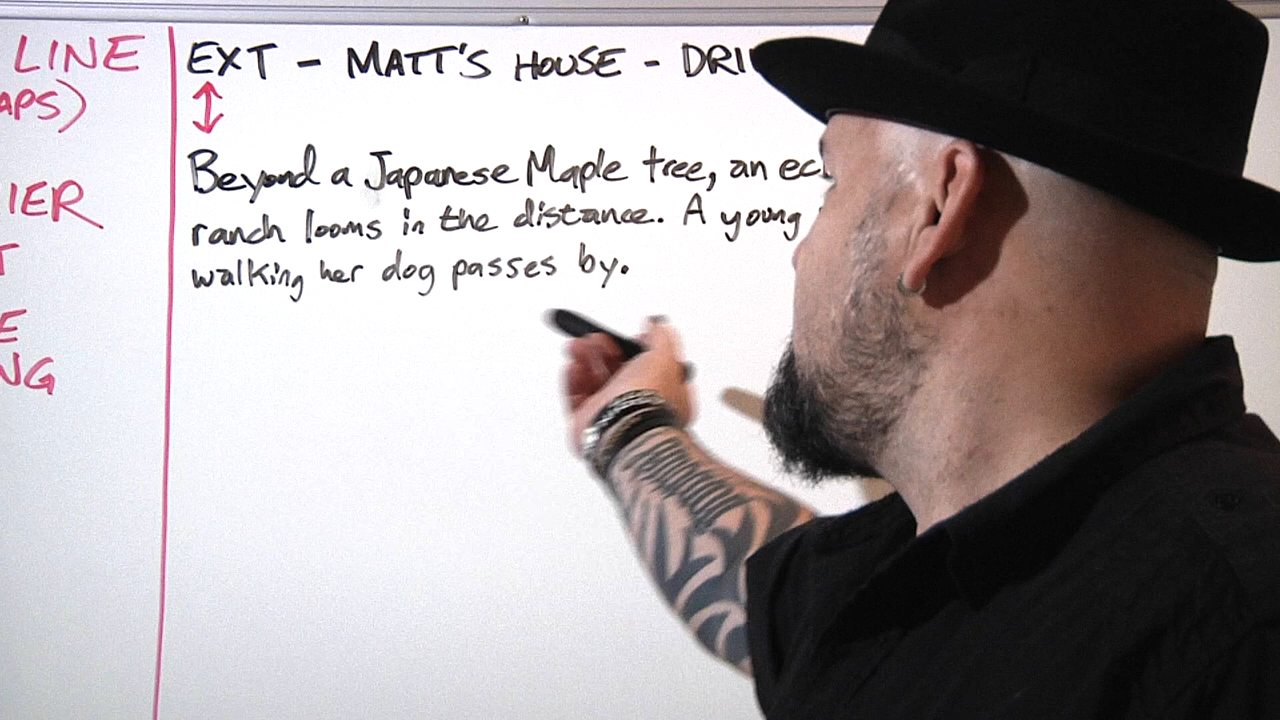 LINE
APS)
IER
T
E
NG
EXT - MATT'S HOUSE - DRI
Beyond a Japanese Maple tree, an ec
ranch looms in the distance. A young
walking her dog passes by.